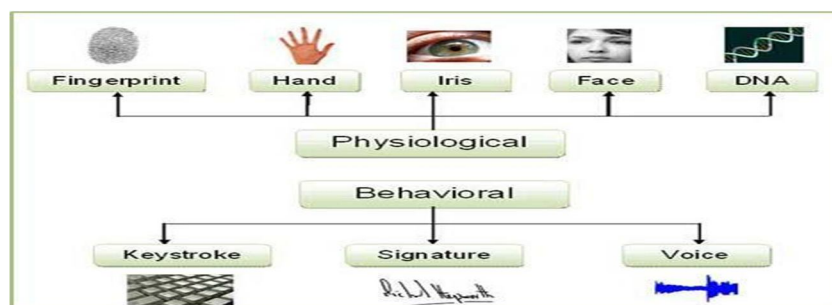 Fingerprint Hand Iris Face DNA
Physiological
Behavioral
Keystroke Signature Voice